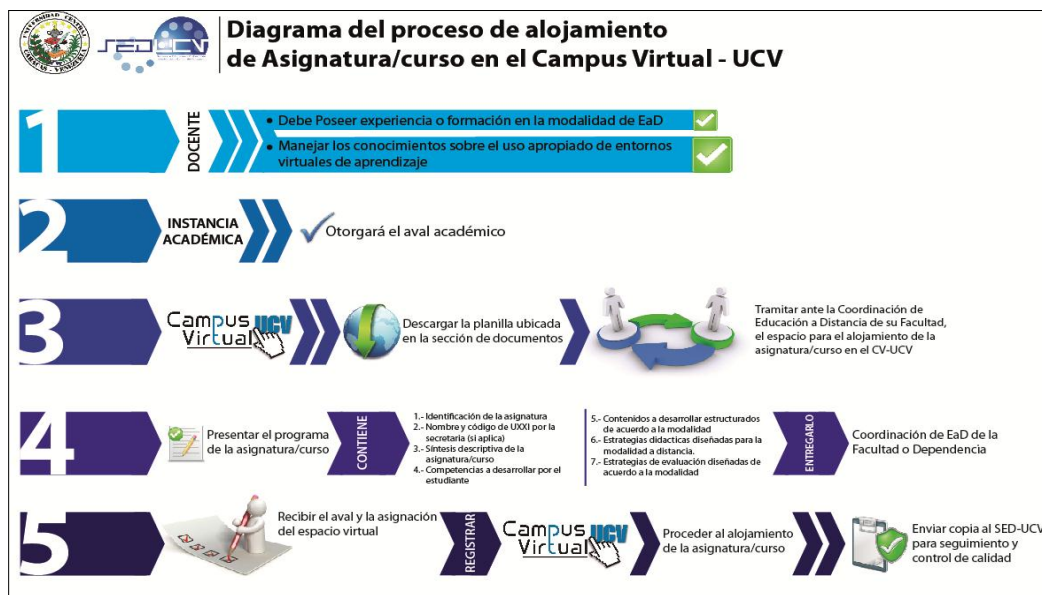 UNIVERSIDAD CENTRAL
CARACAS - VENEZUELA
SEDUCV
Diagrama del proceso de alojamiento
de Asignatura/curso en el Campus Virtual - UCV
1
DOCENTE
• Debe Poseer experiencia o formación en la modalidad de EaD
• Manejar los conocimientos sobre el uso apropiado de entornos
virtuales de aprendizaje
2
INSTANCIA
ACADÉMICA
Otorgará el aval académico
3
Campus UCV
Virtual
Descargar la planilla ubicada
en la sección de documentos
Tramitar ante la Coordinación de
Educación a Distancia de su Facultad,
el espacio para el alojamiento de la
asignatura/curso en el CV-UCV
4
Presentar el programa
de la asignatura/curso
CONTIENE
1.- Identificación de la asignatura
2.- Nombre y código de UXXI por la
secretaria (si aplica)
3.- Síntesis descriptiva de la
asignatura/curso
4.- Competencias a desarrollar por el
estudiante
5.- Contenidos a desarrollar estructurados
de acuerdo a la modalidad
6.- Estrategias didacticas diseñadas para la
modalidad a distancia.
7.- Estrategias de evaluación diseñadas de
acuerdo a la modalidad
ENTREGARLO
Coordinación de EaD de la
Facultad o Dependencia
5
Recibir el aval y la asignación
del espacio virtual
REGISTRAR
Campus UCV
Virtual
Proceder al alojamiento
de la asignatura/curso
Enviar copia al SED-UCV
para seguimiento y
control de calidad